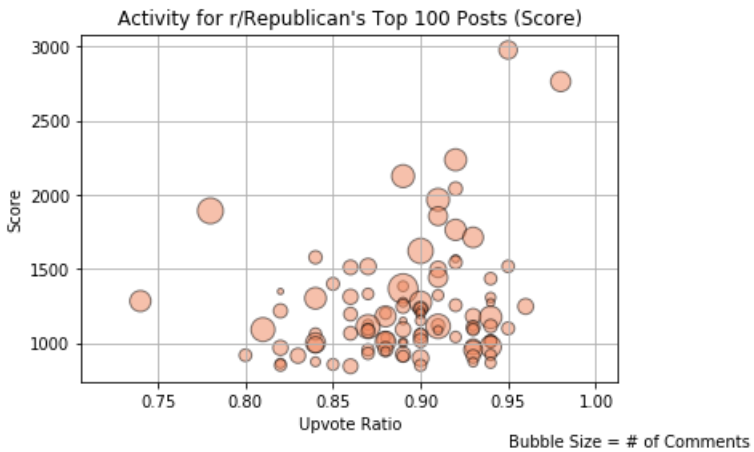 Activity for r/Republican's Top 100 Posts (Score)
3000
2500
2000
1500
1000
Score
0.75 0.80 0.85 0.90 0.95 1.00
Upvote Ratio
Bubble Size = # of Comments